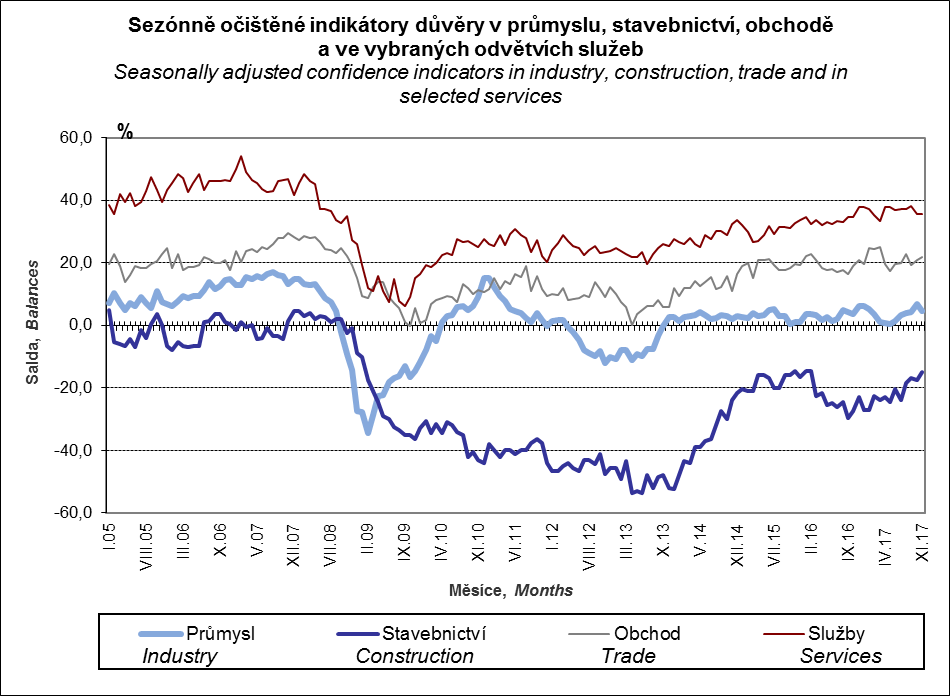 Sezónně očištěné indikátory důvěry v průmyslu, stavebnictví, obchodě
a ve vybraných odvětvích služeb
Seasonally adjusted confidence indicators in industry, construction, trade and in
selected services
%
60,0
40,0
20,0
0,0
-20,0
-40,0
-60,0
Salda, Balances
I.05
VIII.05
III.06
X.06
V.07
XII.07
VII.08
II.09
IX.09
IV.10
XI.10
VI.11
I.12
VIII.12
III.13
X.13
V.14
XII.14
VII.15
II.16
IX.16
IV.17
XI.17
Měsíce, Months
Průmysl Stavebnictví Obchod Služby
Industry Construction Trade Services